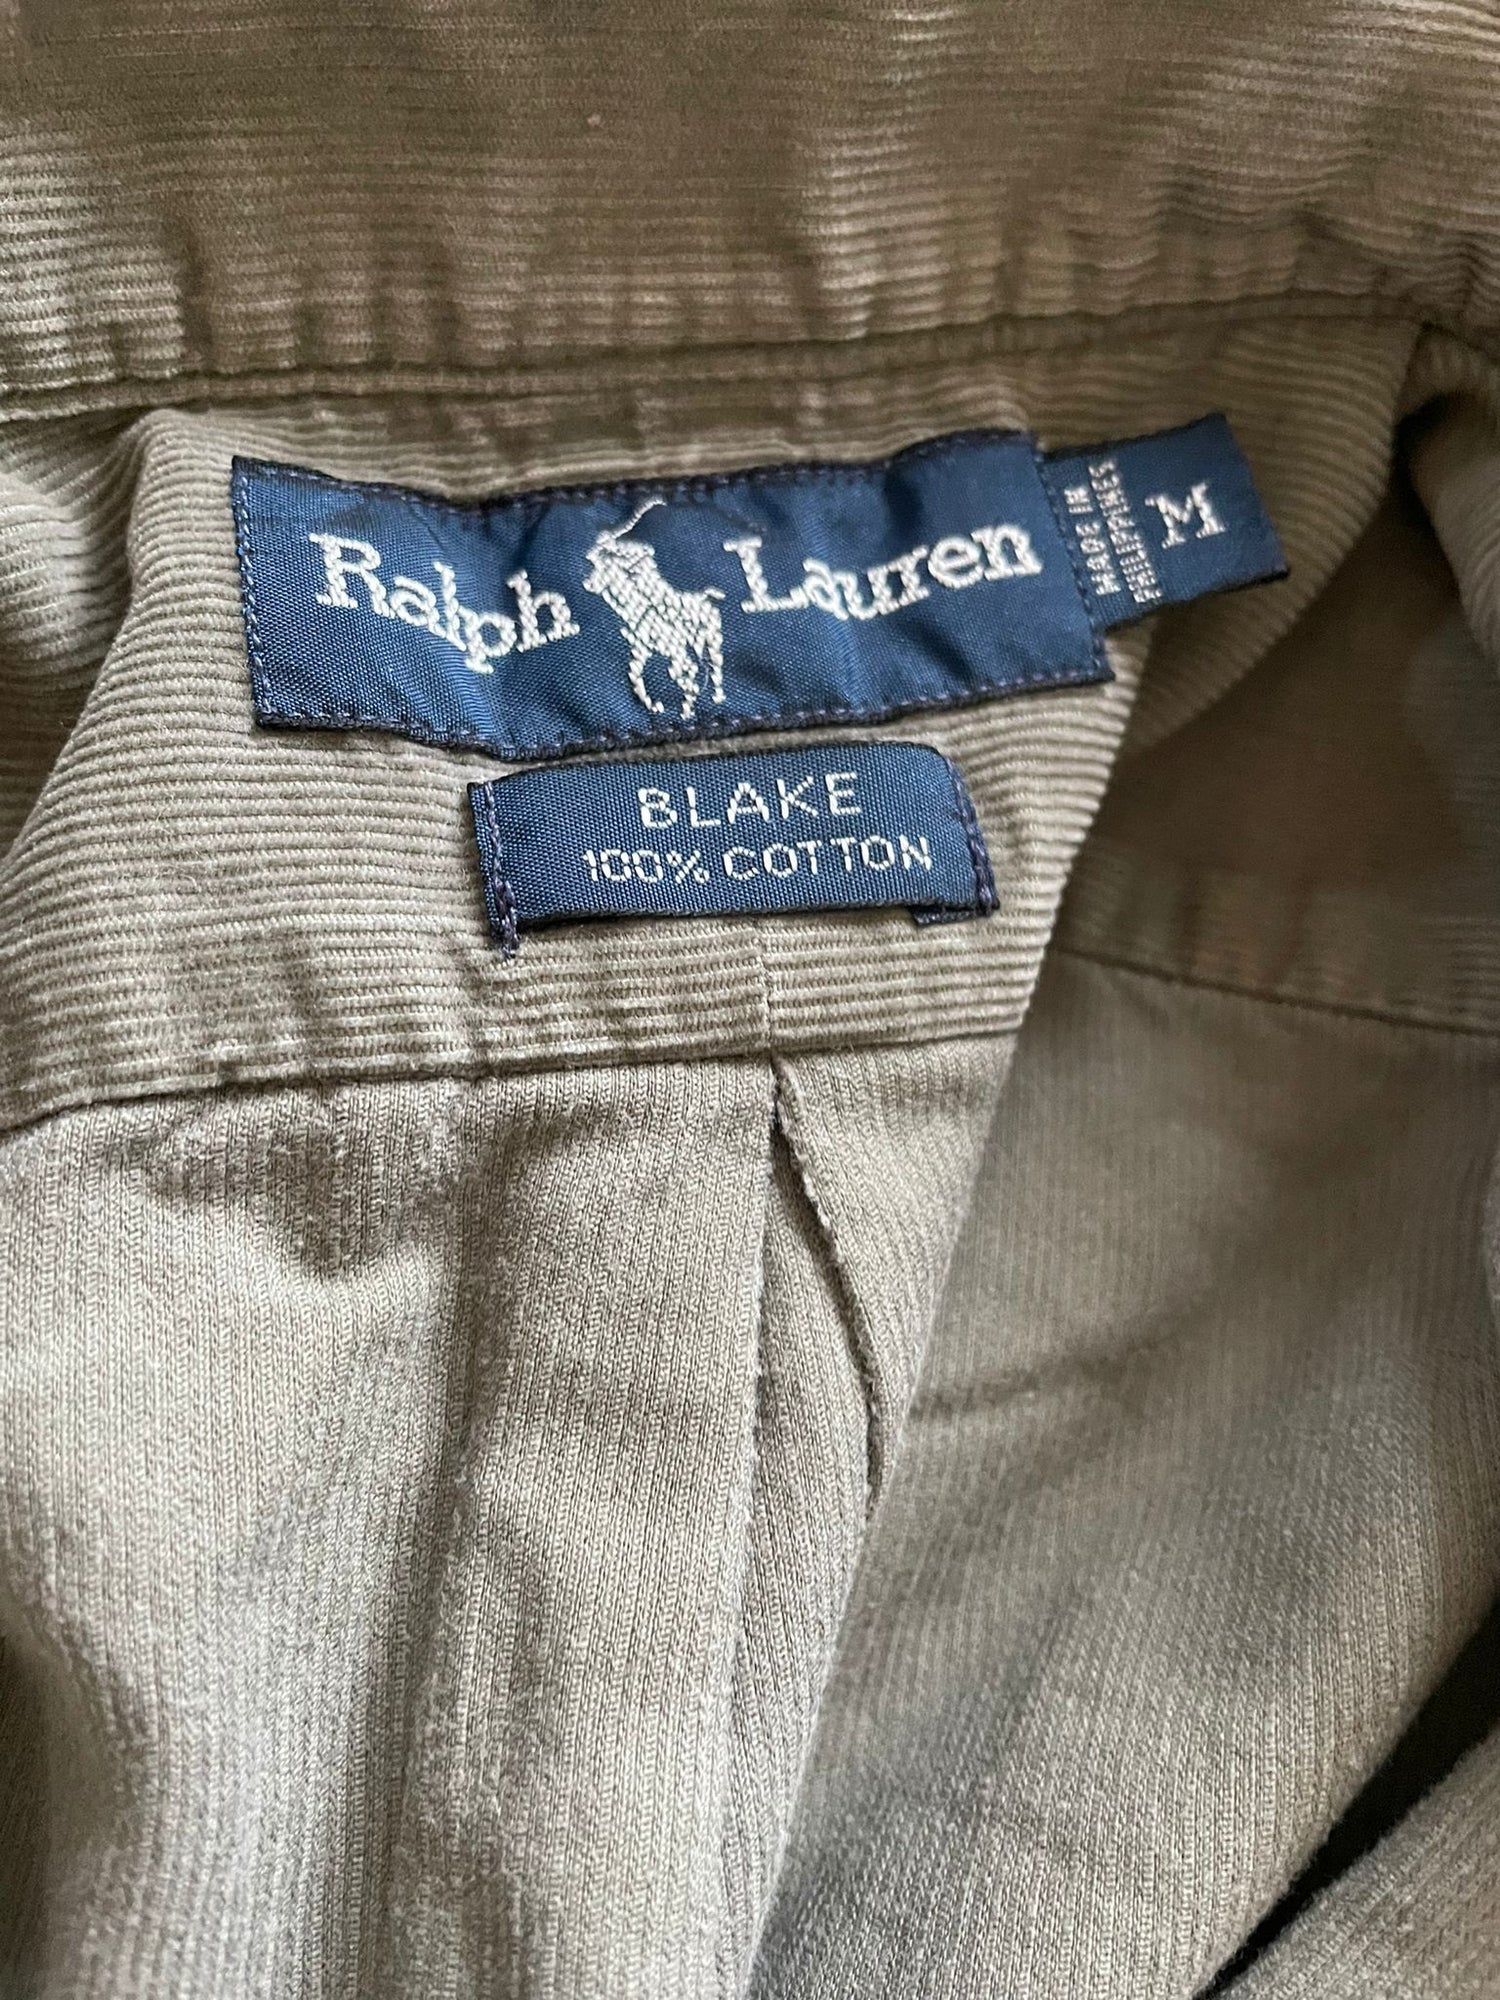 Ralph Lauren
MADE IN
PHILIPPINES
M
BLAKE
100% COTTON